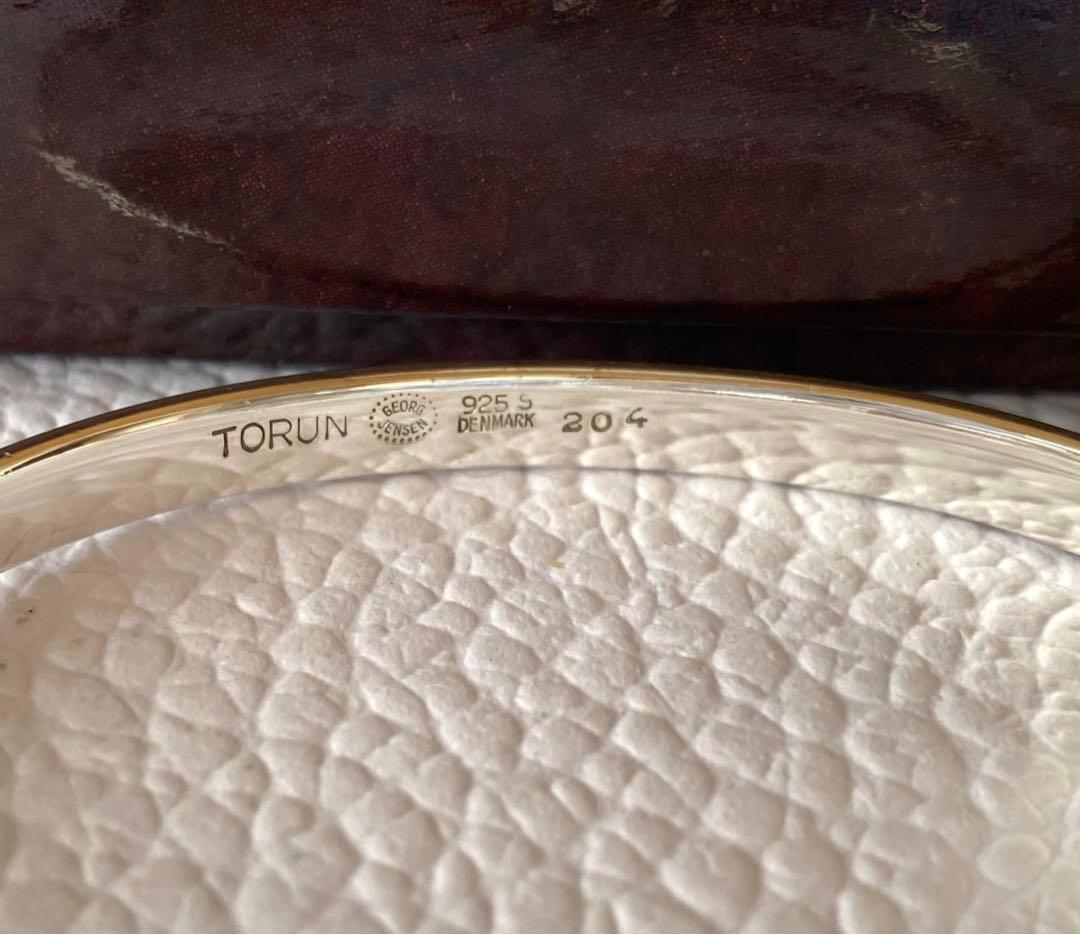 TORUN
GEORG
JENSEN
925 S
DENMARK
204